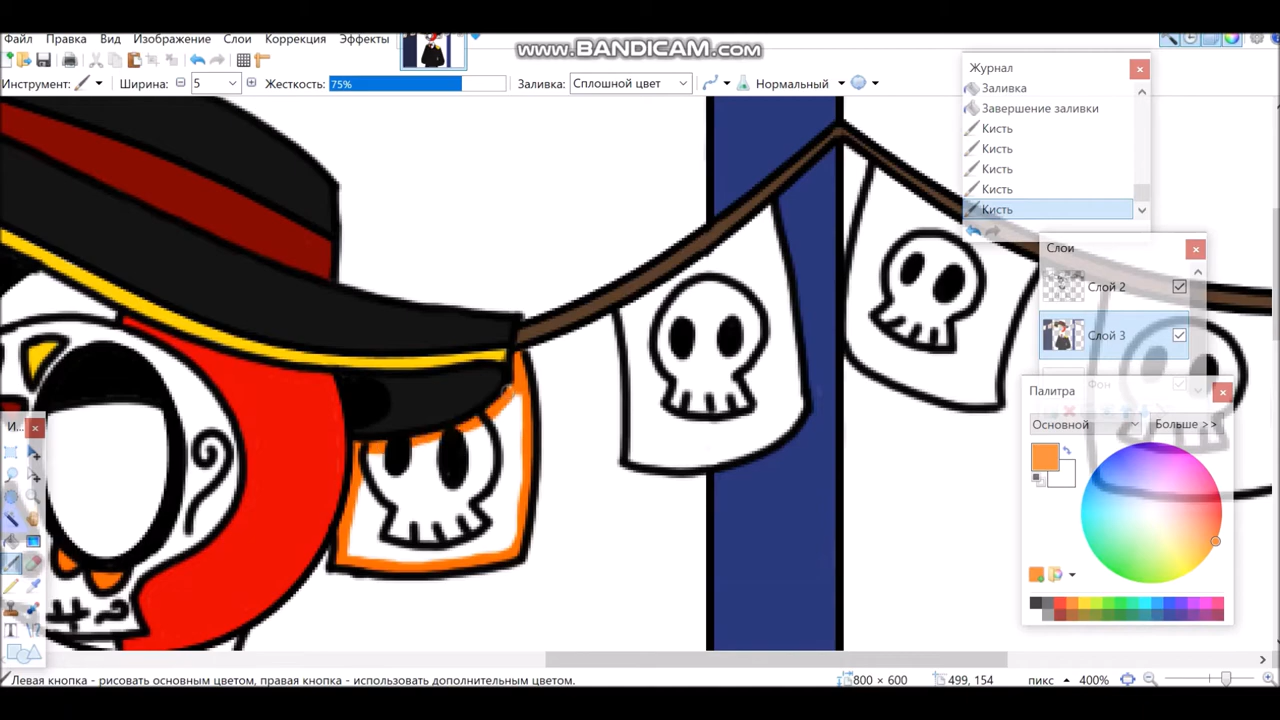 www.BANDICAM.com
Файл Правка Вид Изображение Слои Коррекция Эффекты
Инструмент: Ширина: 5 Жесткость: 75% Заливка: Сплошной цвет Нормальный
Журнал
Заливка
Завершение заливки
Кисть
Кисть
Кисть
Кисть
Кисть
Слои
Слой 2
Слой 3
Фон
Палитра
Основной Больше >>
И...
Левая кнопка - рисовать основным цветом, правая кнопка - использовать дополнительным цветом.
800 × 600 499, 154 пикс 400%